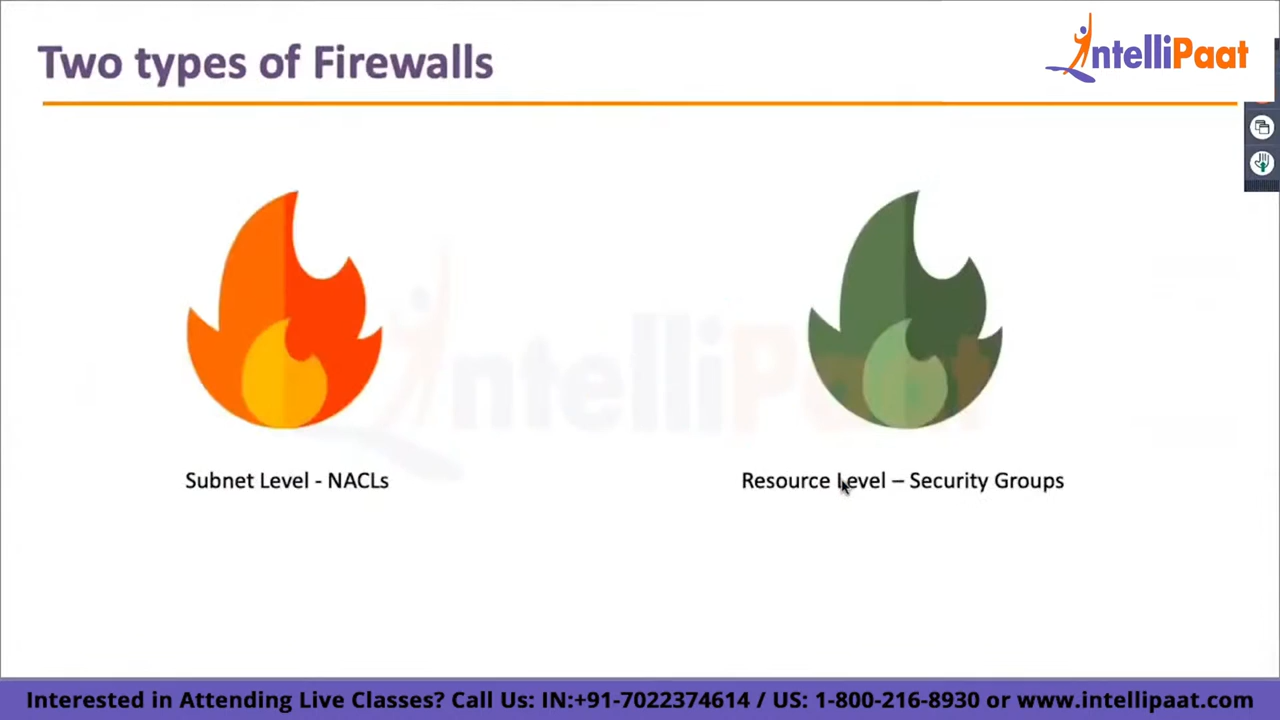 Two types of Firewalls
IntelliPaat
IntelliPaat
Subnet Level - NACLs
Resource Level – Security Groups
Interested in Attending Live Classes? Call Us: IN:+91-7022374614 / US: 1-800-216-8930 or www.intellipaat.com